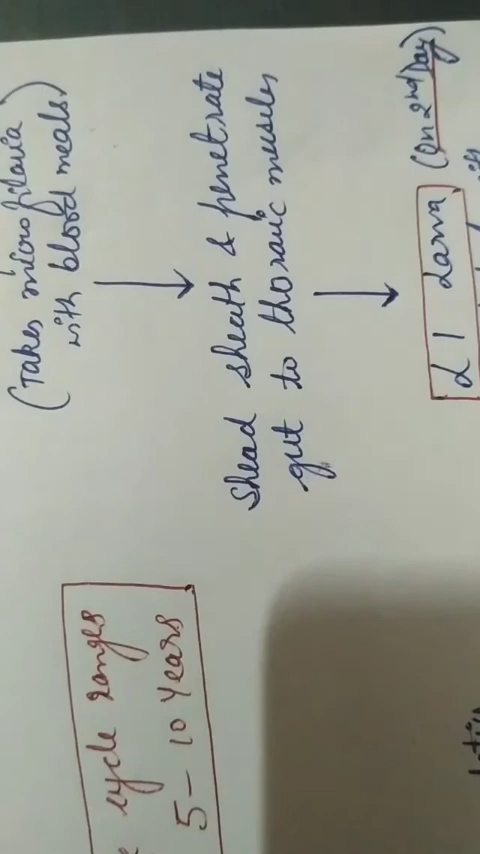 (Takes microfilaria
with blood meals)
Shead sheath & penetrate
gut to thoraic muscles
L1 Larva (On 2nd Day)
cycle ranges
5-10 Years